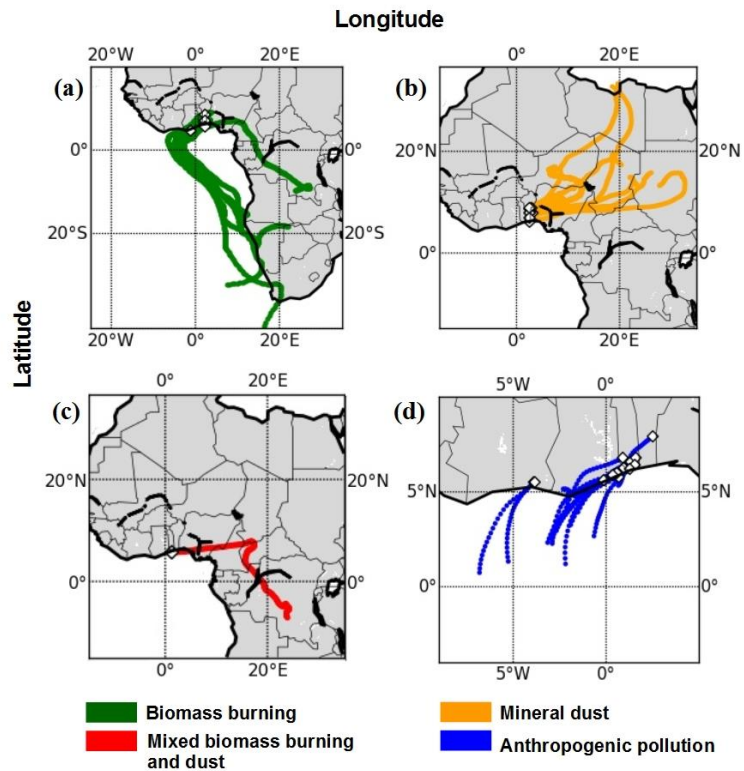 Longitude
20°W 0° 20°E
(a)
0°
20°S
20°W 0° 20°E
20°E
(b)
20°N 20°N
0° 0°
0° 20°E
Latitude
0° 20°E
(c)
20°N 20°N
0° 0°
0° 20°E
5°W 0°
(d)
5°N 5°N
0° 0°
5°W 0°
Biomass burning
Mixed biomass burning
and dust
Mineral dust
Anthropogenic pollution